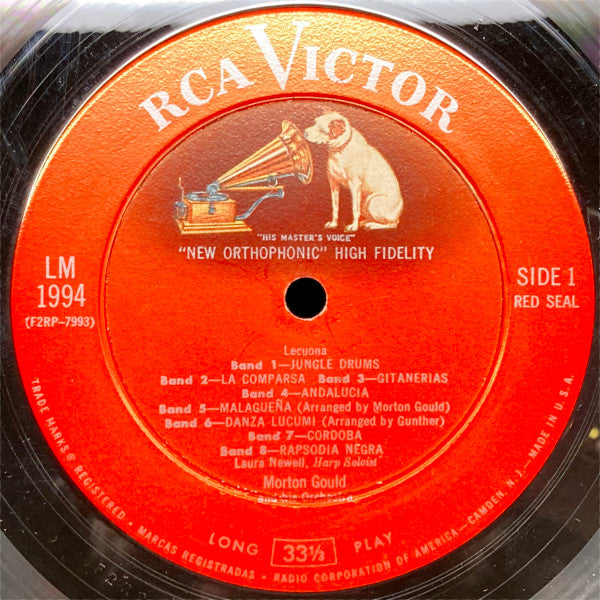 RCA VICTOR
"HIS MASTER'S VOICE"
"NEW ORTHOPHONIC" HIGH FIDELITY
LM
1994
(F2RP-7993)
SIDE 1
RED SEAL
Lecuona
Band 1—JUNGLE DRUMS
Band 2—LA COMPARSA Band 3—GITANERIAS
Band 4—ANDALUCIA
Band 5—MALAGUEÑA (Arranged by Morton Gould)
Band 6—DANZA LUCUMI (Arranged by Gunther)
Band 7—CORDOBA
Band 8—RAPSODIA NEGRA
Laura Newell, Harp Soloist
Morton Gould
and his Orchestra
LONG 33⅓ PLAY
TRADE MARKS ® REGISTERED • MARCAS REGISTRADAS • RADIO CORPORATION OF AMERICA—CAMDEN, N.J.—MADE IN U.S.A.